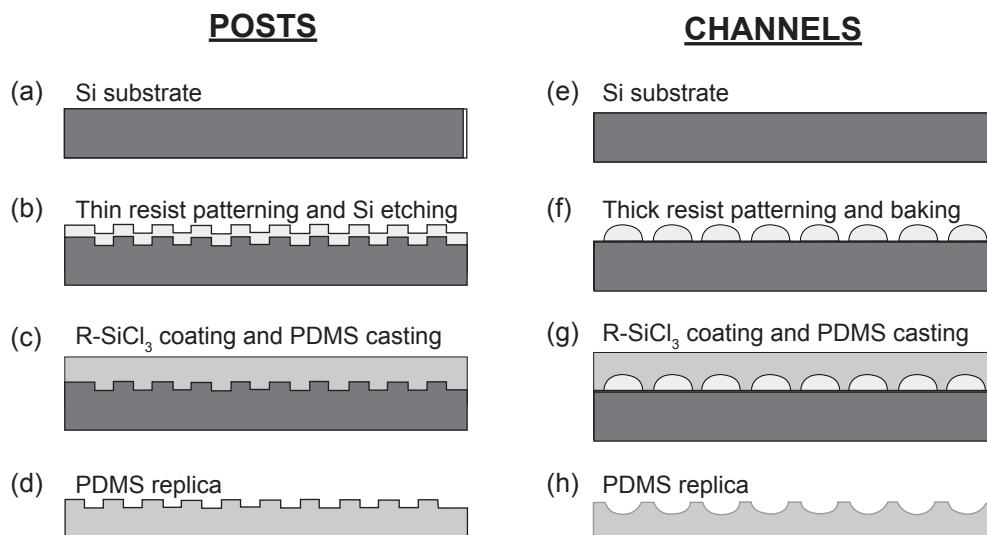 POSTS
(a) Si substrate
(b) Thin resist patterning and Si etching
(c) R-SiCl₃ coating and PDMS casting
(d) PDMS replica
CHANNELS
(e) Si substrate
(f) Thick resist patterning and baking
(g) R-SiCl₃ coating and PDMS casting
(h) PDMS replica